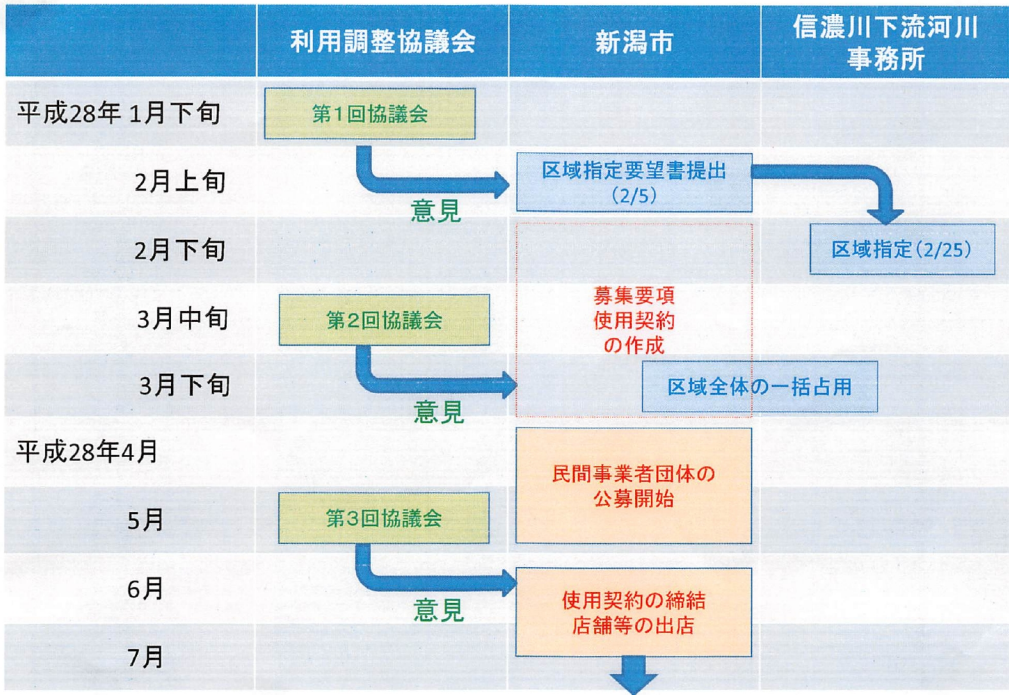 利用調整協議会
新潟市
信濃川下流河川
事務所
平成28年 1月下旬
第1回協議会
2月上旬
意見
区域指定要望書提出
(2/5)
2月下旬
区域指定(2/25)
募集要項
使用契約
の作成
3月中旬
第2回協議会
3月下旬
意見
区域全体の一括占用
平成28年4月
民間事業者団体の
公募開始
5月
第3回協議会
6月
意見
使用契約の締結
店舗等の出店
7月